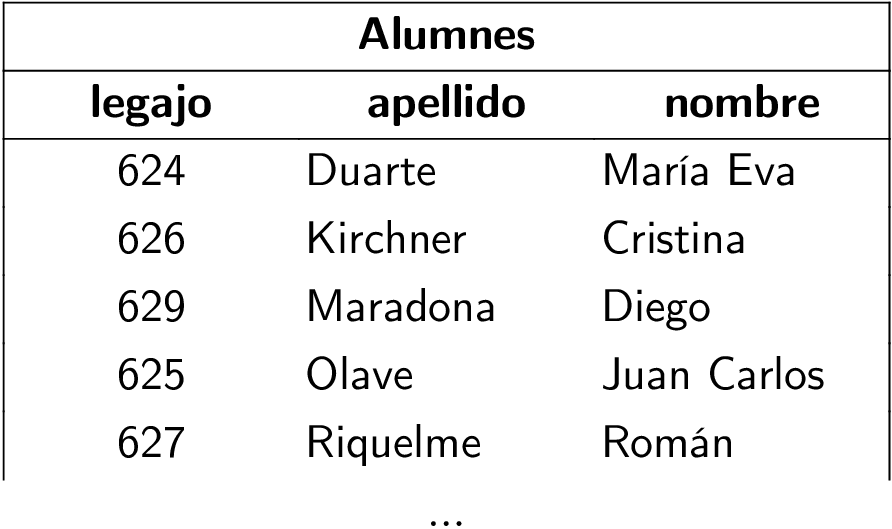 Alumnes
legajo apellido nombre
624 Duarte María Eva
626 Kirchner Cristina
629 Maradona Diego
625 Olave Juan Carlos
627 Riquelme Román
...